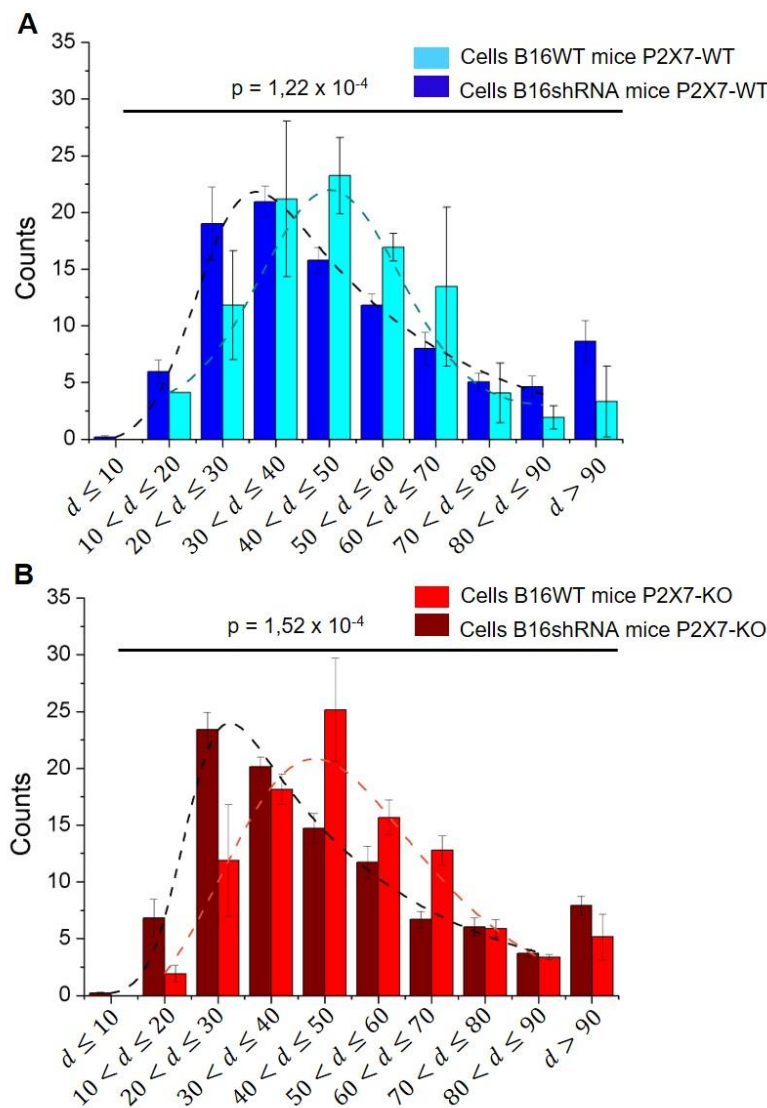 A
Cells B16WT mice P2X7-WT
Cells B16shRNA mice P2X7-WT
p = 1,22 x 10⁻⁴
35
30
25
20
15
10
5
0
Counts
d ≤ 10
10 < d ≤ 20
20 < d ≤ 30
30 < d ≤ 40
40 < d ≤ 50
50 < d ≤ 60
60 < d ≤ 70
70 < d ≤ 80
80 < d ≤ 90
d > 90
B
Cells B16WT mice P2X7-KO
Cells B16shRNA mice P2X7-KO
p = 1,52 x 10⁻⁴
35
30
25
20
15
10
5
0
Counts
d ≤ 10
10 < d ≤ 20
20 < d ≤ 30
30 < d ≤ 40
40 < d ≤ 50
50 < d ≤ 60
60 < d ≤ 70
70 < d ≤ 80
80 < d ≤ 90
d > 90